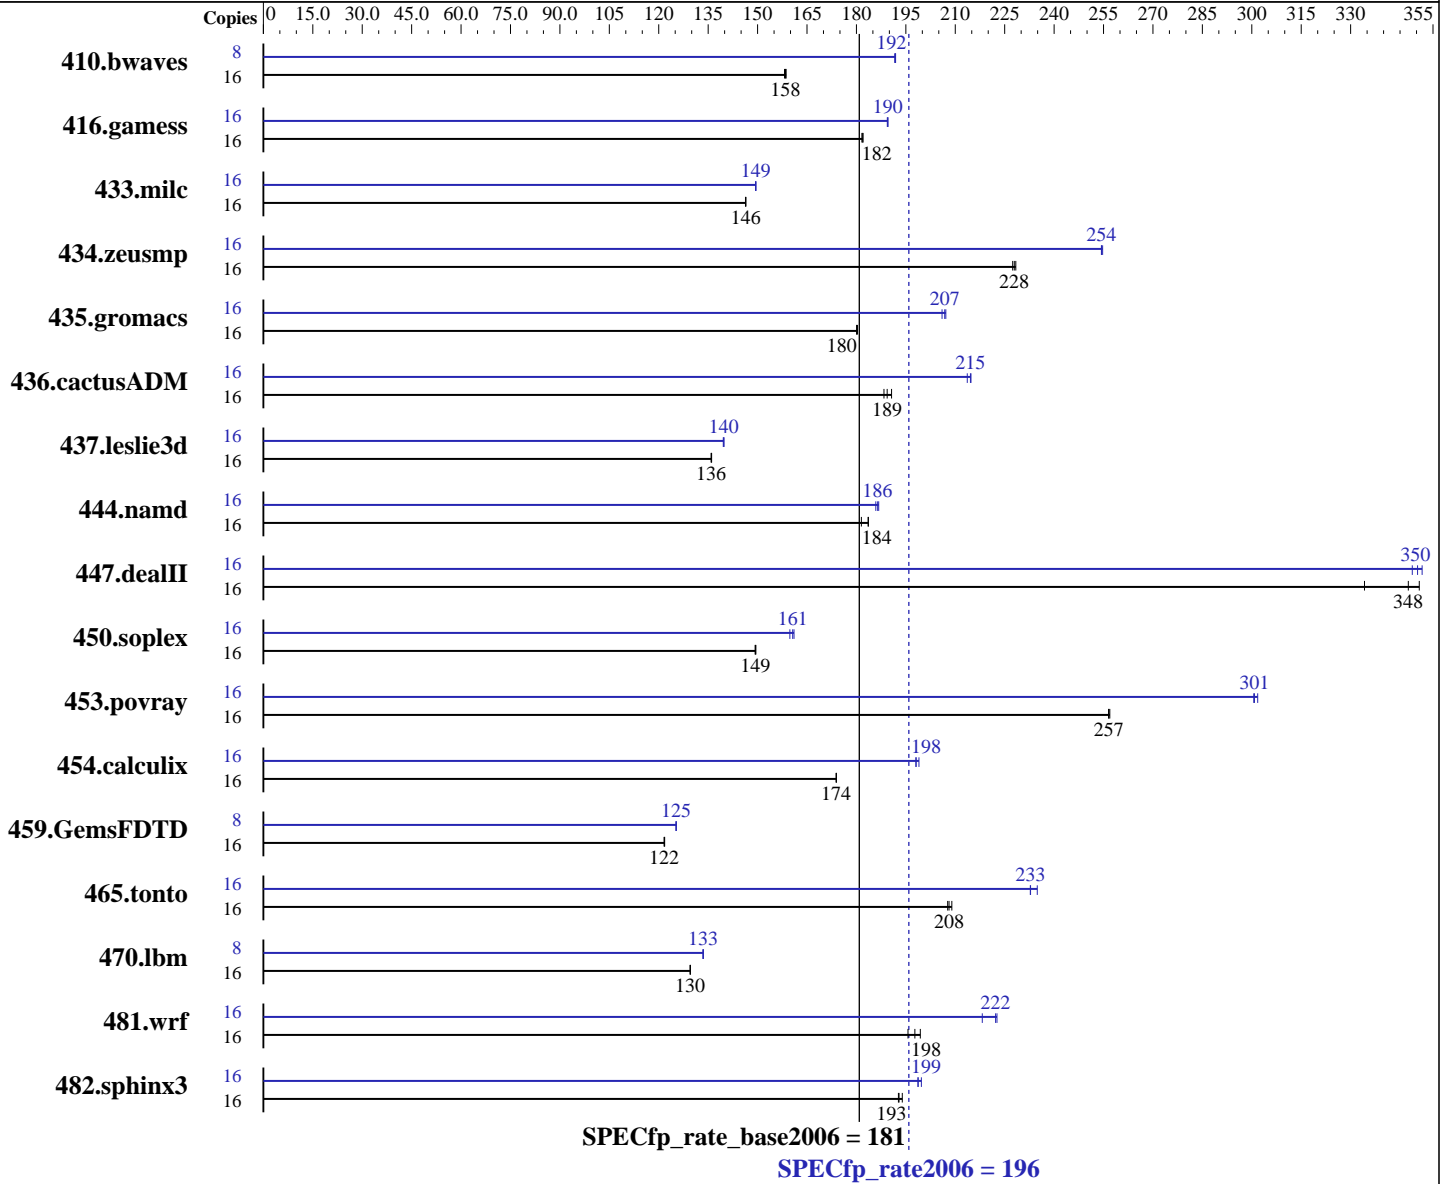 Copies 0 15.0 30.0 45.0 60.0 75.0 90.0 105 120 135 150 165 180 195 210 225 240 255 270 285 300 315 330 355
192
410.bwaves 8
16
158
190
416.gamess 16
16
182
149
433.milc 16
16
146
254
434.zeusmp 16
16
228
207
435.gromacs 16
16
180
215
436.cactusADM 16
16
189
140
437.leslie3d 16
16
136
186
444.namd 16
16
184
350
447.dealII 16
16
348
161
450.soplex 16
16
149
301
453.povray 16
16
257
198
454.calculix 16
16
174
125
459.GemsFDTD 8
16
122
233
465.tonto 16
16
208
133
470.lbm 8
16
130
222
481.wrf 16
16
198
199
482.sphinx3 16
16
193
SPECfp_rate_base2006 = 181
SPECfp_rate2006 = 196